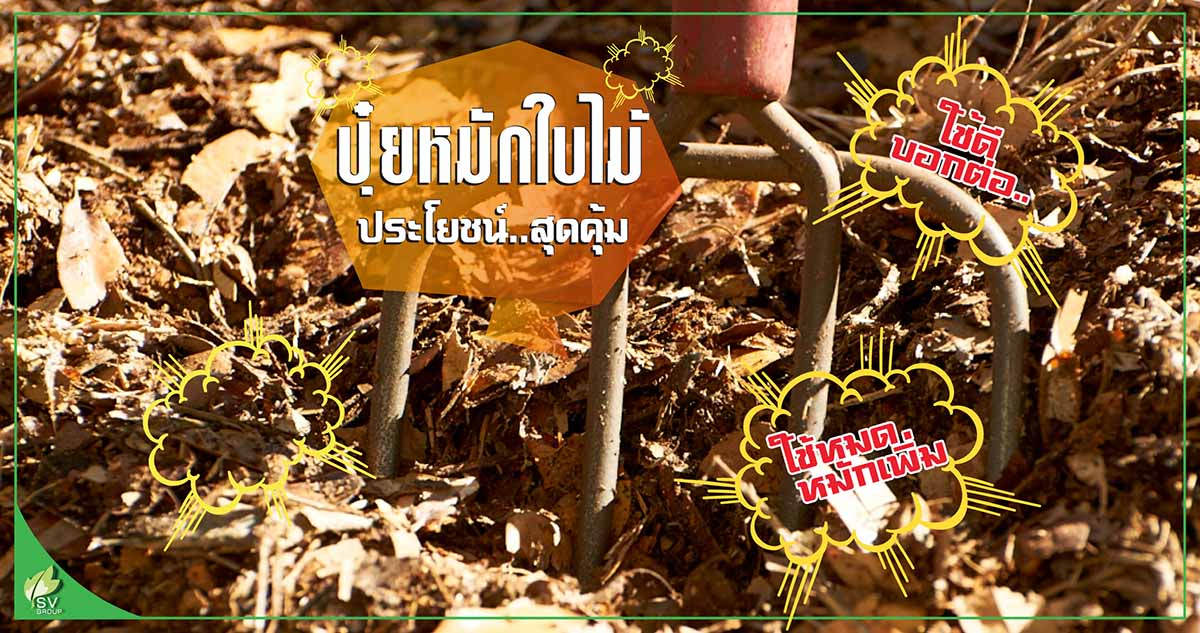 ปุ๋ยหมักใบไม้
ประโยชน์..สุดคุ้ม
ใช้ดี
บอกต่อ..
ใช้หมด.
หมักเพิ่ม
SV
GROUP